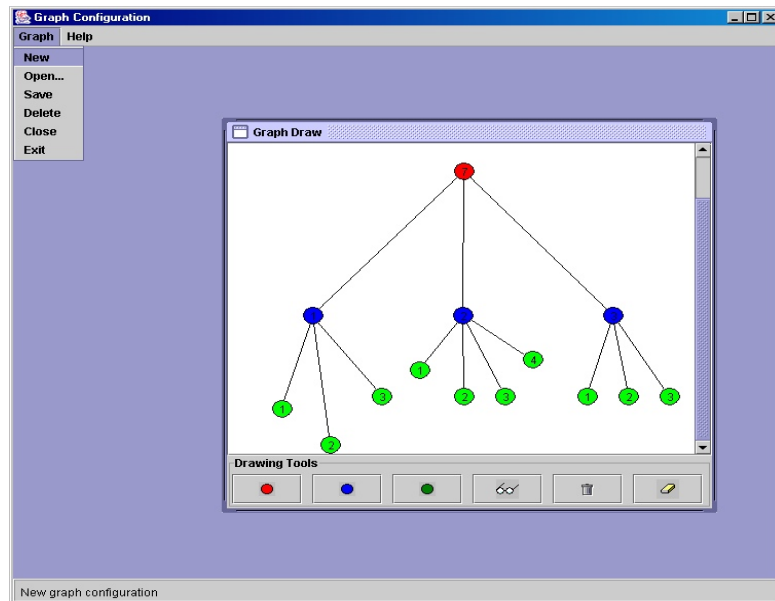 Graph Configuration
Graph Help
New
Open...
Save
Delete
Close
Exit
Graph Draw
7
4
1
1 2 3
3
1 2 3
2
Drawing Tools
New graph configuration